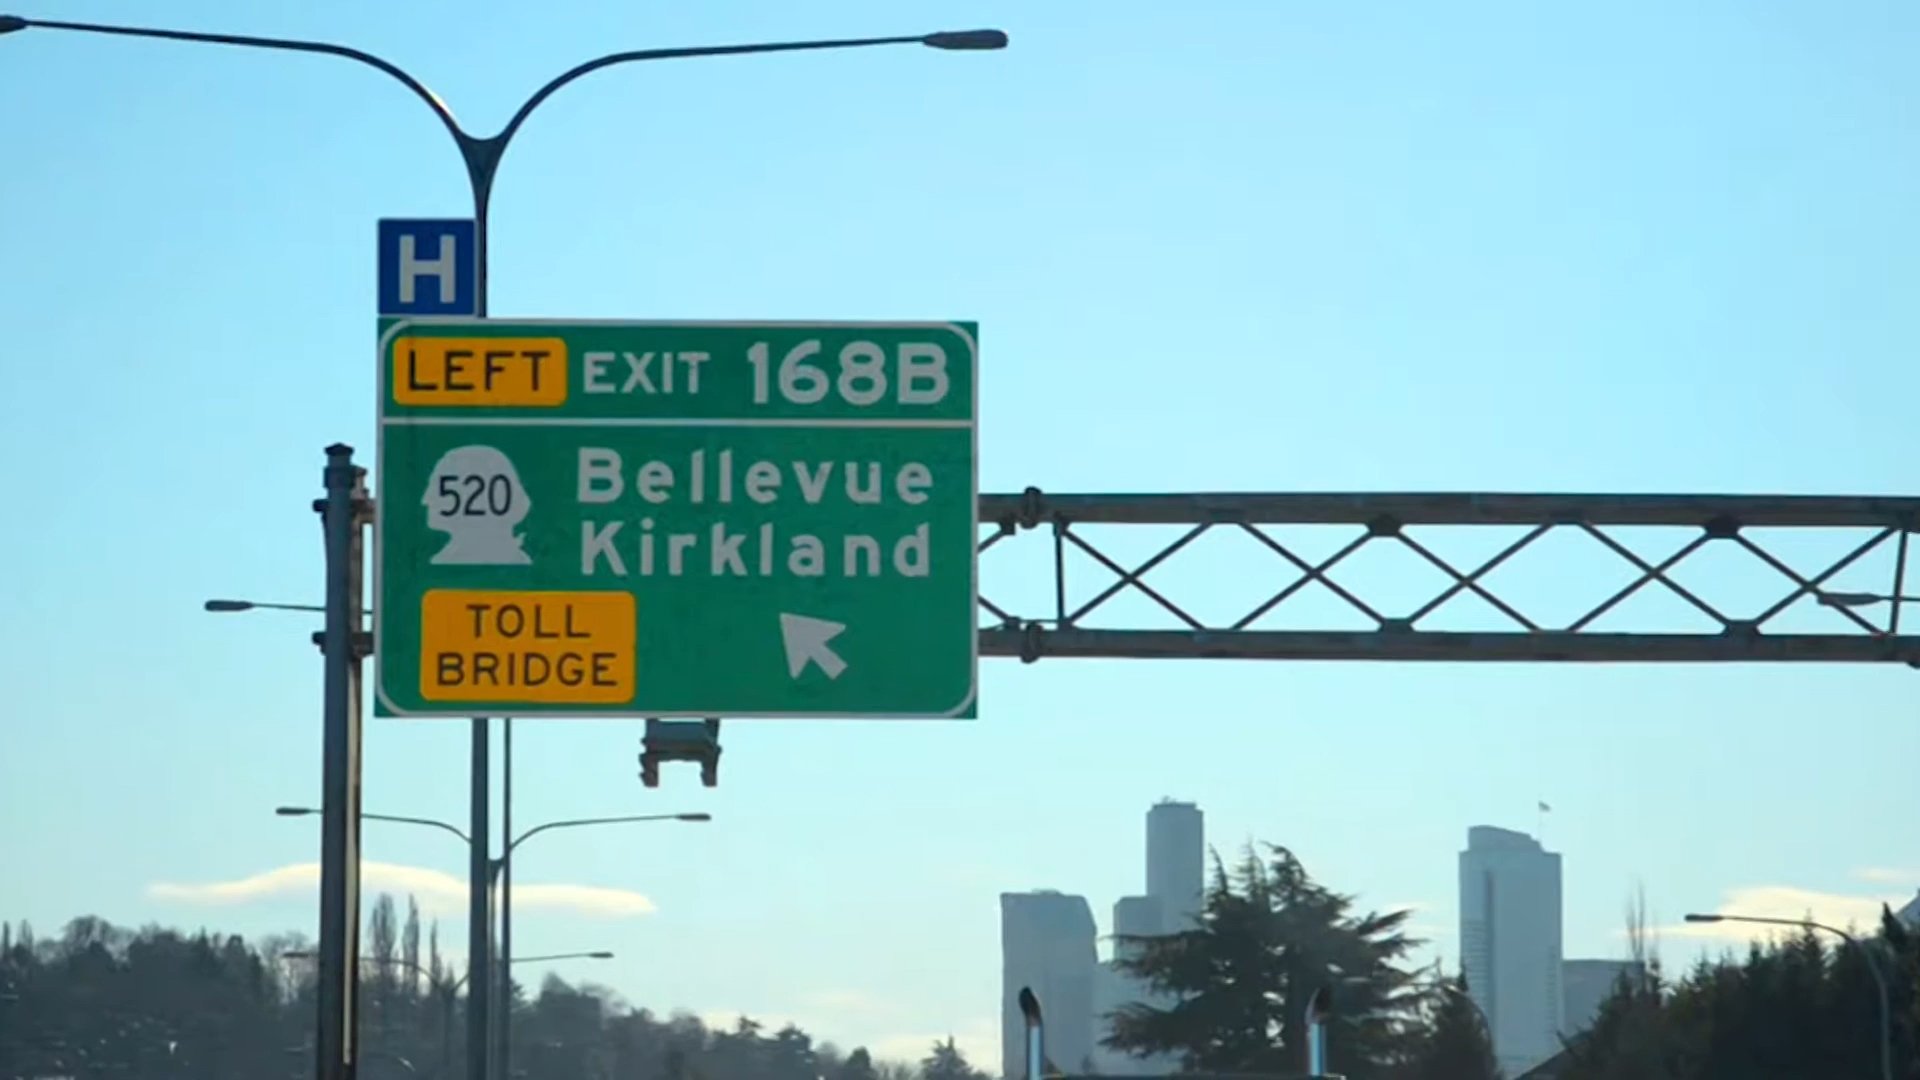 H
LEFT EXIT 168B
520 Bellevue
Kirkland
TOLL
BRIDGE